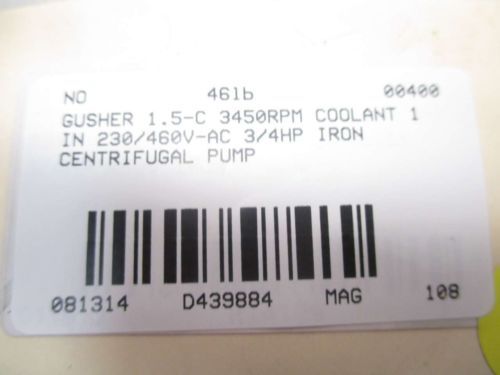 NO 461b 00400
GUSHER 1.5-C 3450RPM COOLANT 1
IN 230/460V-AC 3/4HP IRON
CENTRIFUGAL PUMP
081314 D439884 MAG 108